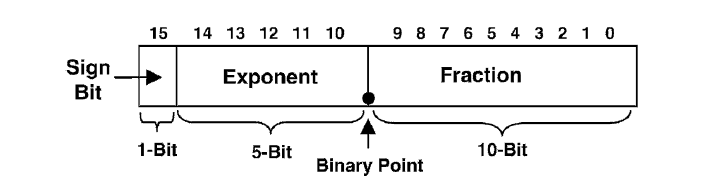 15 14 13 12 11 10 9 8 7 6 5 4 3 2 1 0
Sign
Bit
Exponent
Fraction
1-Bit
5-Bit
10-Bit
Binary Point